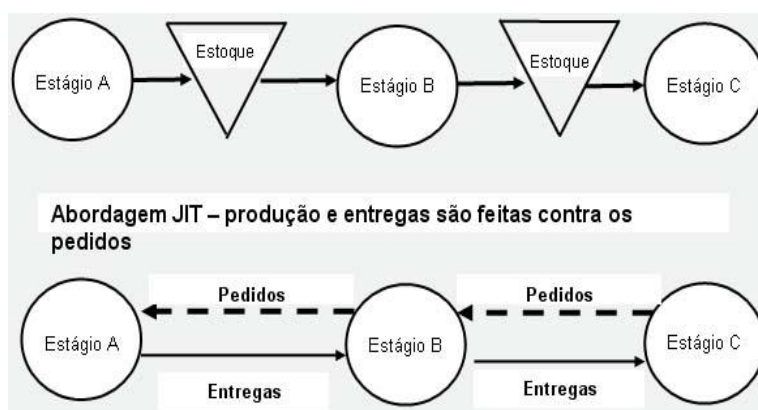 Estágio A
Estoque
Estágio B
Estoque
Estágio C
Abordagem JIT – produção e entregas são feitas contra os
pedidos
Pedidos
Pedidos
Estágio A
Estágio B
Estágio C
Entregas
Entregas